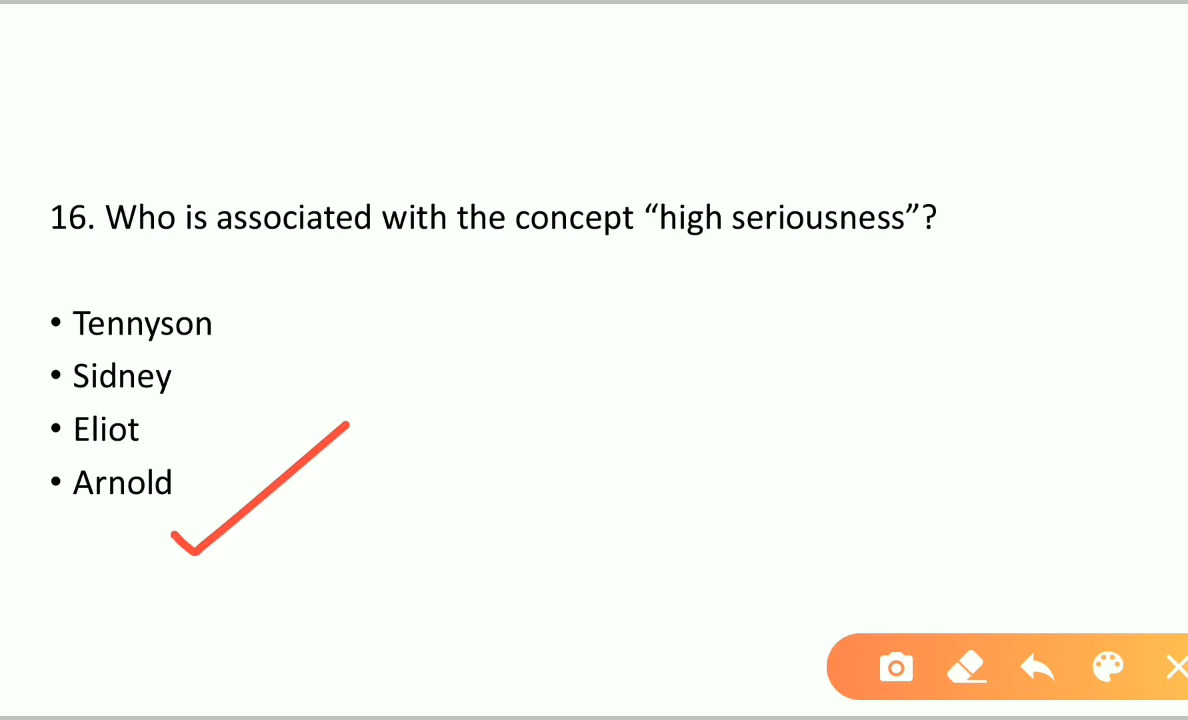 16. Who is associated with the concept “high seriousness”?
• Tennyson
• Sidney
• Eliot
• Arnold